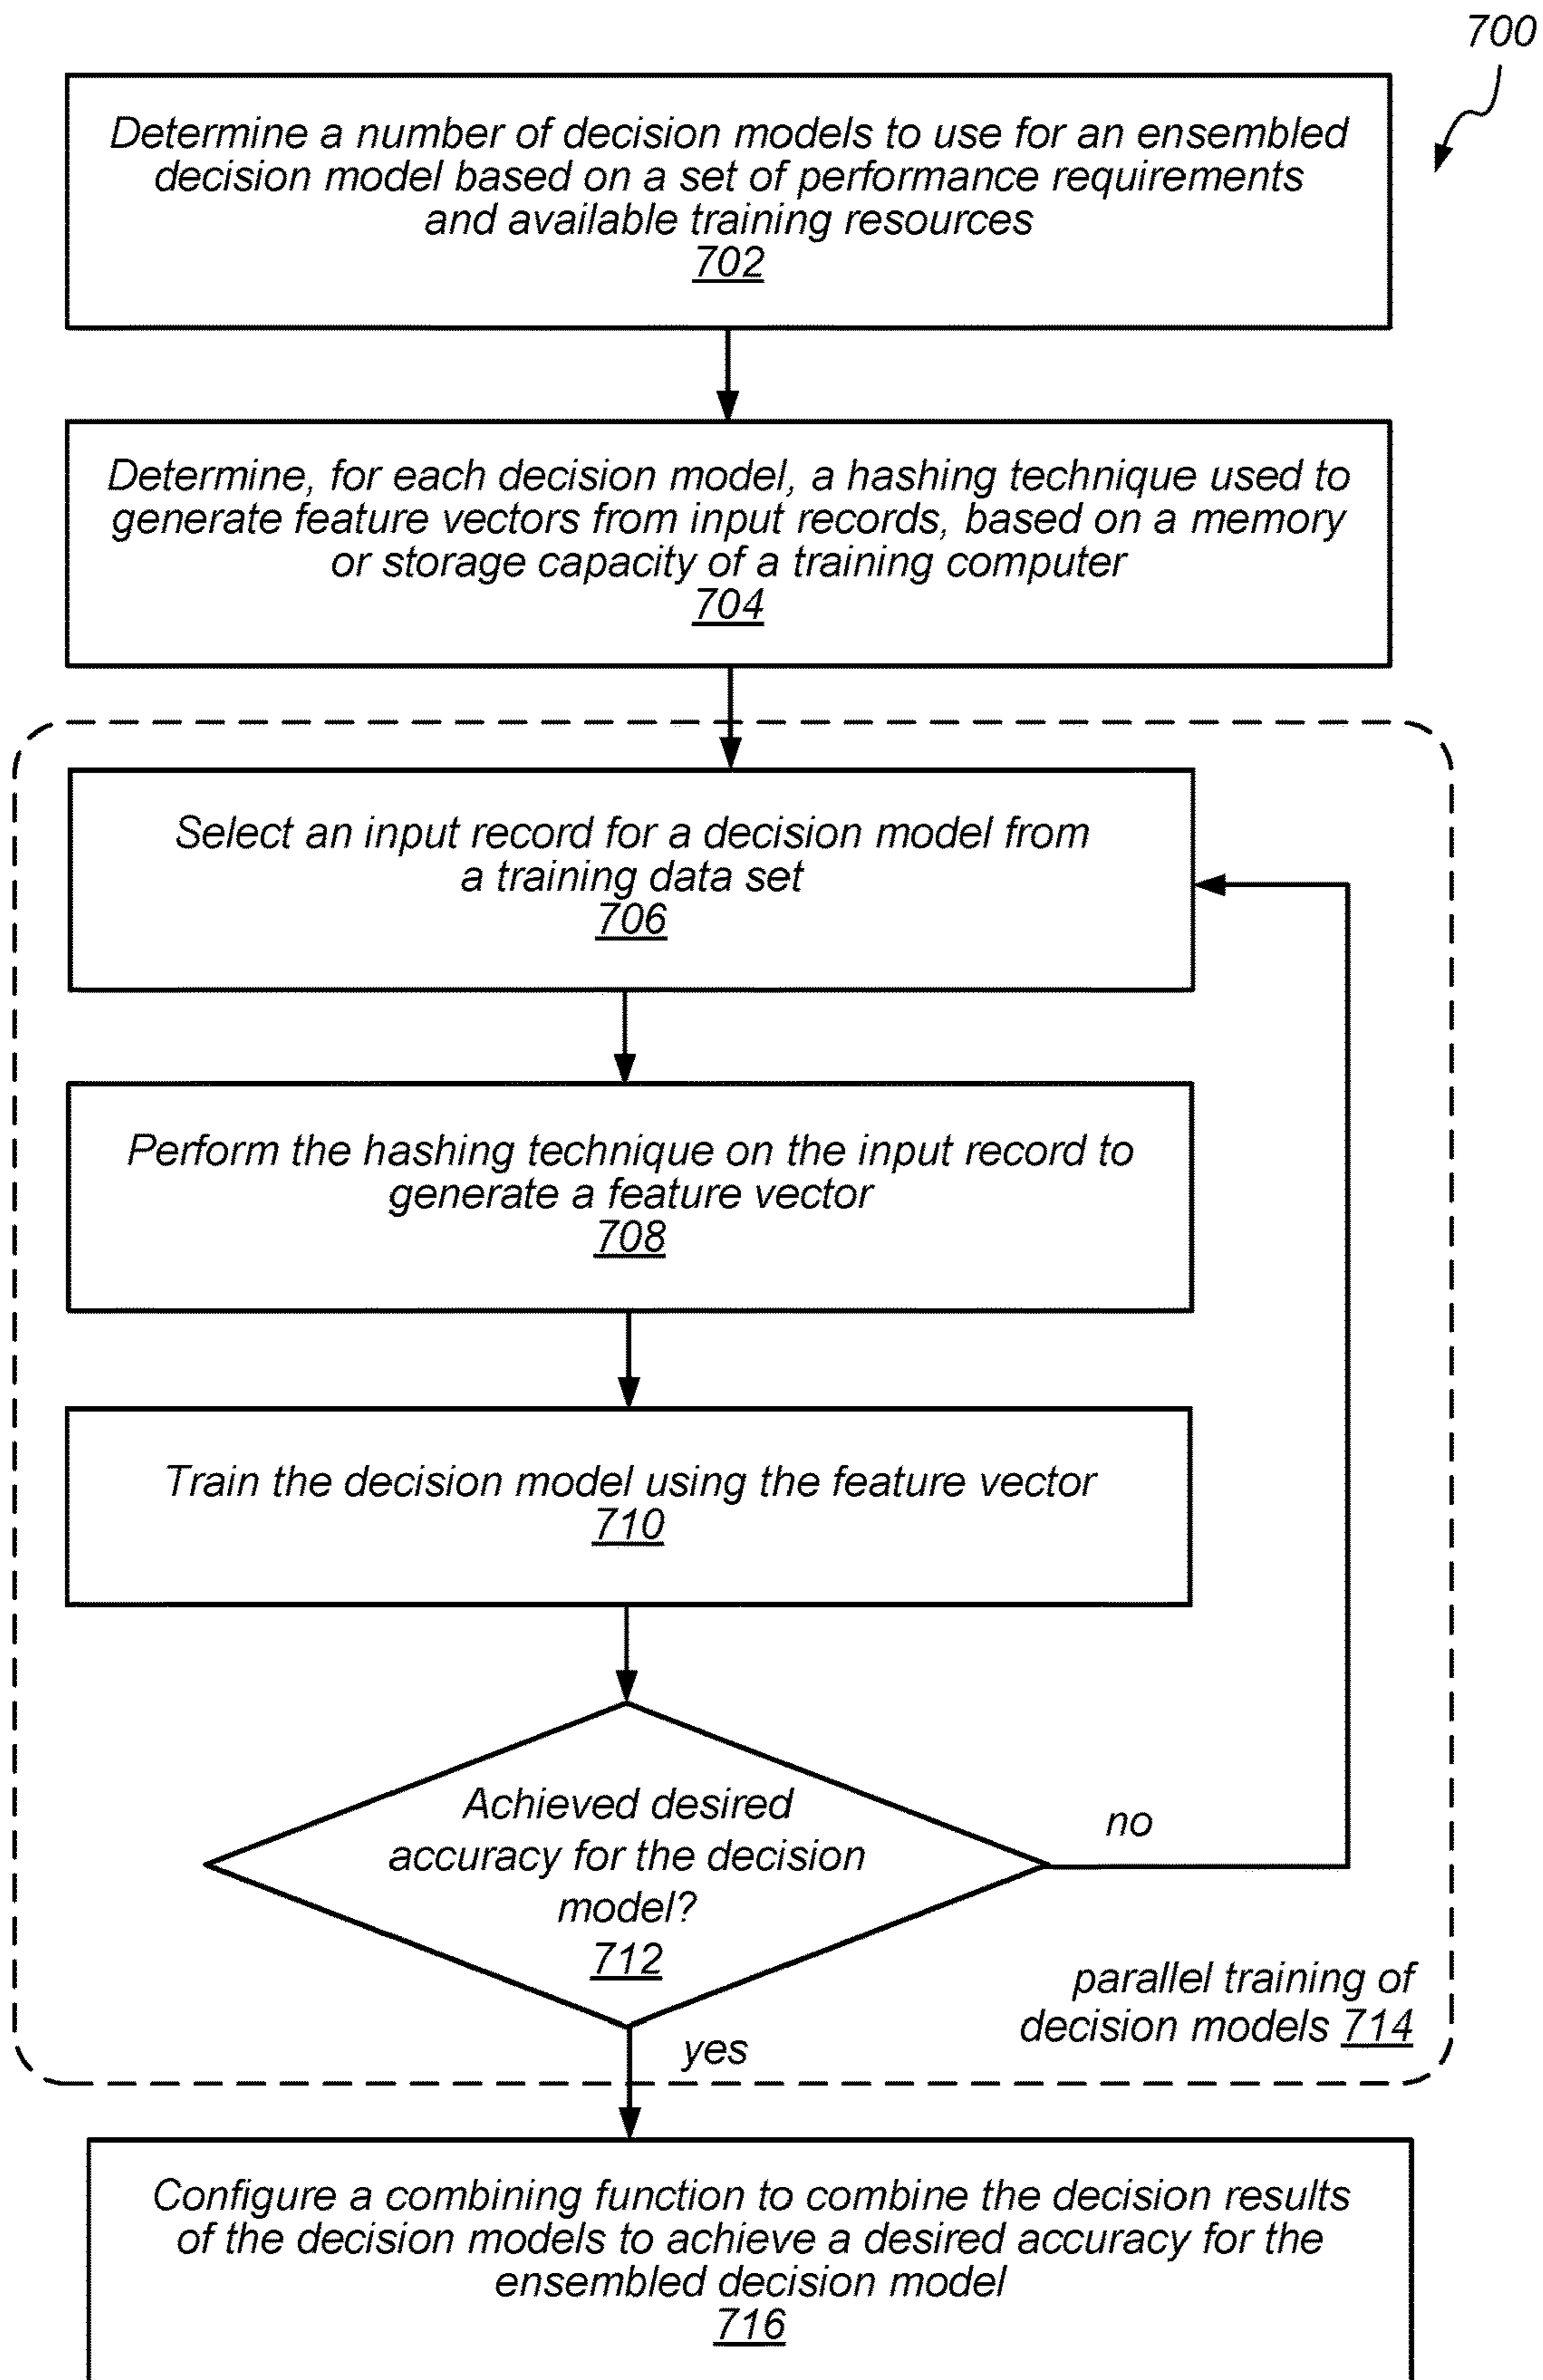 700
Determine a number of decision models to use for an ensembled
decision model based on a set of performance requirements
and available training resources
702
Determine, for each decision model, a hashing technique used to
generate feature vectors from input records, based on a memory
or storage capacity of a training computer
704
Select an input record for a decision model from
a training data set
706
Perform the hashing technique on the input record to
generate a feature vector
708
Train the decision model using the feature vector
710
Achieved desired
accuracy for the decision
model?
712
no
parallel training of
decision models 714
yes
Configure a combining function to combine the decision results
of the decision models to achieve a desired accuracy for the
ensembled decision model
716